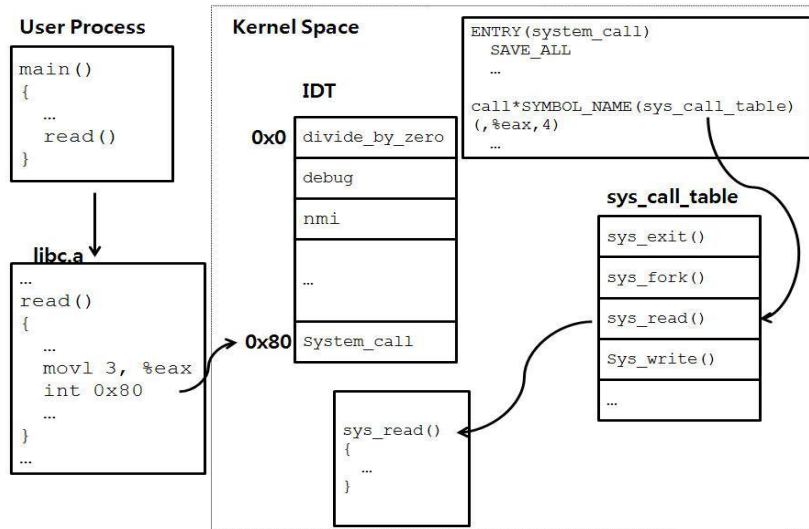 User Process
main()
{
…
read()
}
libc.a
…
read()
{
…
movl 3, %eax
int 0x80
…
}
…
Kernel Space
IDT
0x0
divide_by_zero
debug
nmi
…
0x80
System_call
ENTRY(system_call)
SAVE_ALL
…
call*SYMBOL_NAME(sys_call_table)
(,%eax,4)
…
sys_call_table
sys_exit()
sys_fork()
sys_read()
Sys_write()
…
sys_read()
{
…
}